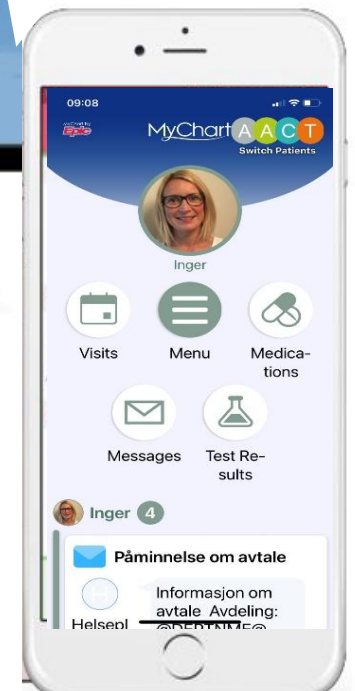 09:08
MyChart by
Epic
MyChart A A C T
Switch Patients
Inger
Visits
Menu
Medica-
tions
Messages
Test Re-
sults
Inger 4
Påminnelse om avtale
H
Helsepl
Informasjon om
avtale Avdeling:
@DEPTNME@